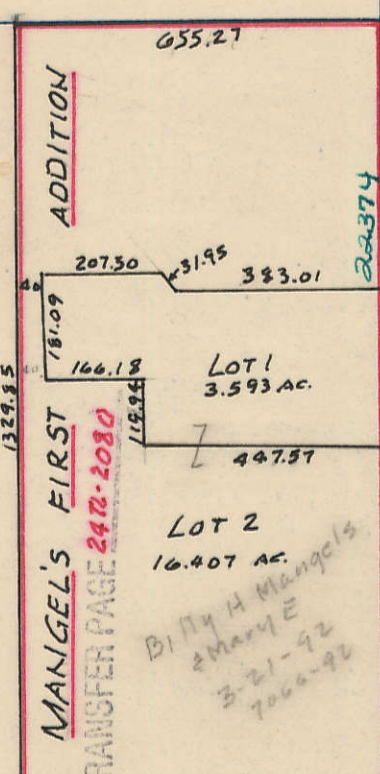 655.27
ADDITION
22374
207.30
31.95
383.01
40
181.09
166.18
LOT 1
3.593 AC.
119.94
447.57
1329.85
MANGEL'S FIRST
TRANSFER PAGE 2472-2080
LOT 2
16.407 AC.
Billy H Mangels
& Mary E
3-21-92
7066-92